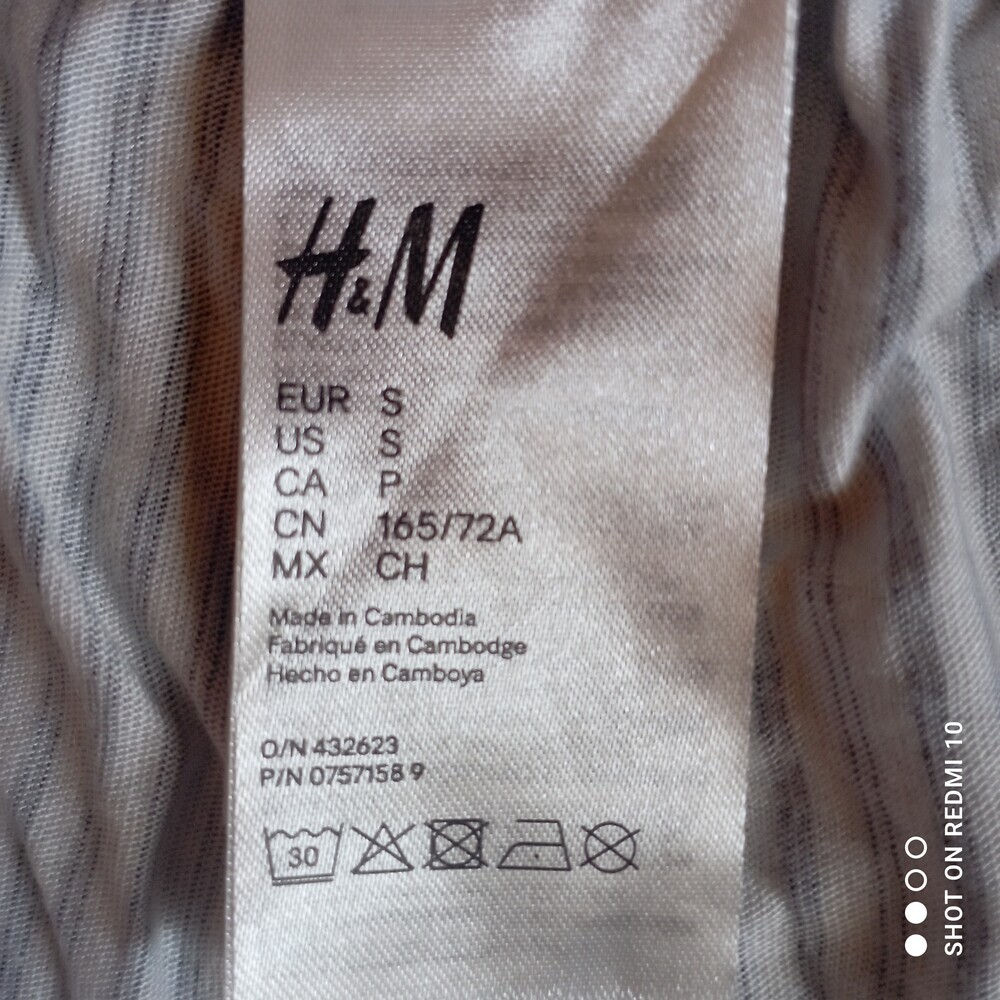 H&M
EUR S
US S
CA P
CN 165/72A
MX CH
Made in Cambodia
Fabriqué en Cambodge
Hecho en Camboya
O/N 432623
P/N 0757158 9
30
SHOT ON REDMI 10